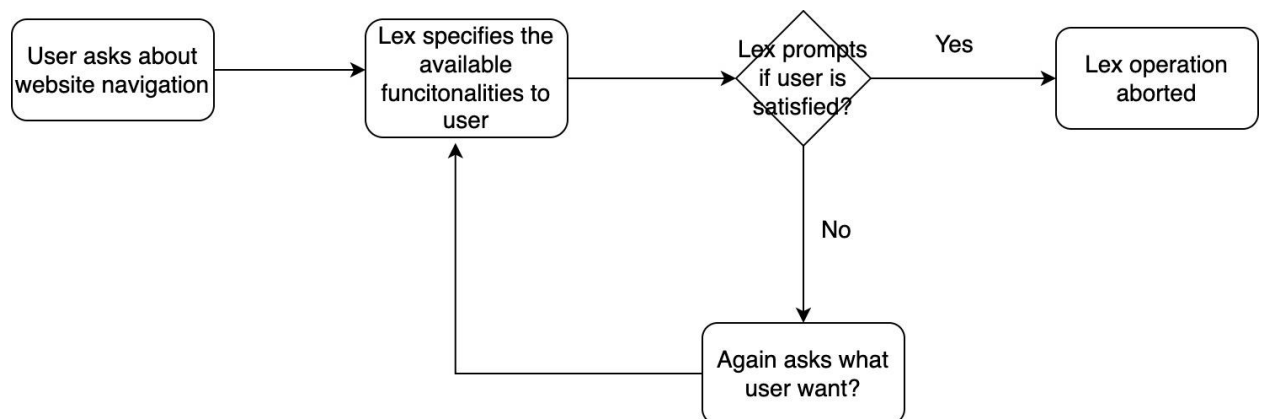 User asks about
website navigation
Lex specifies the
available
funcitonalities to
user
Lex prompts
if user is
satisfied?
Yes
Lex operation
aborted
No
Again asks what
user want?